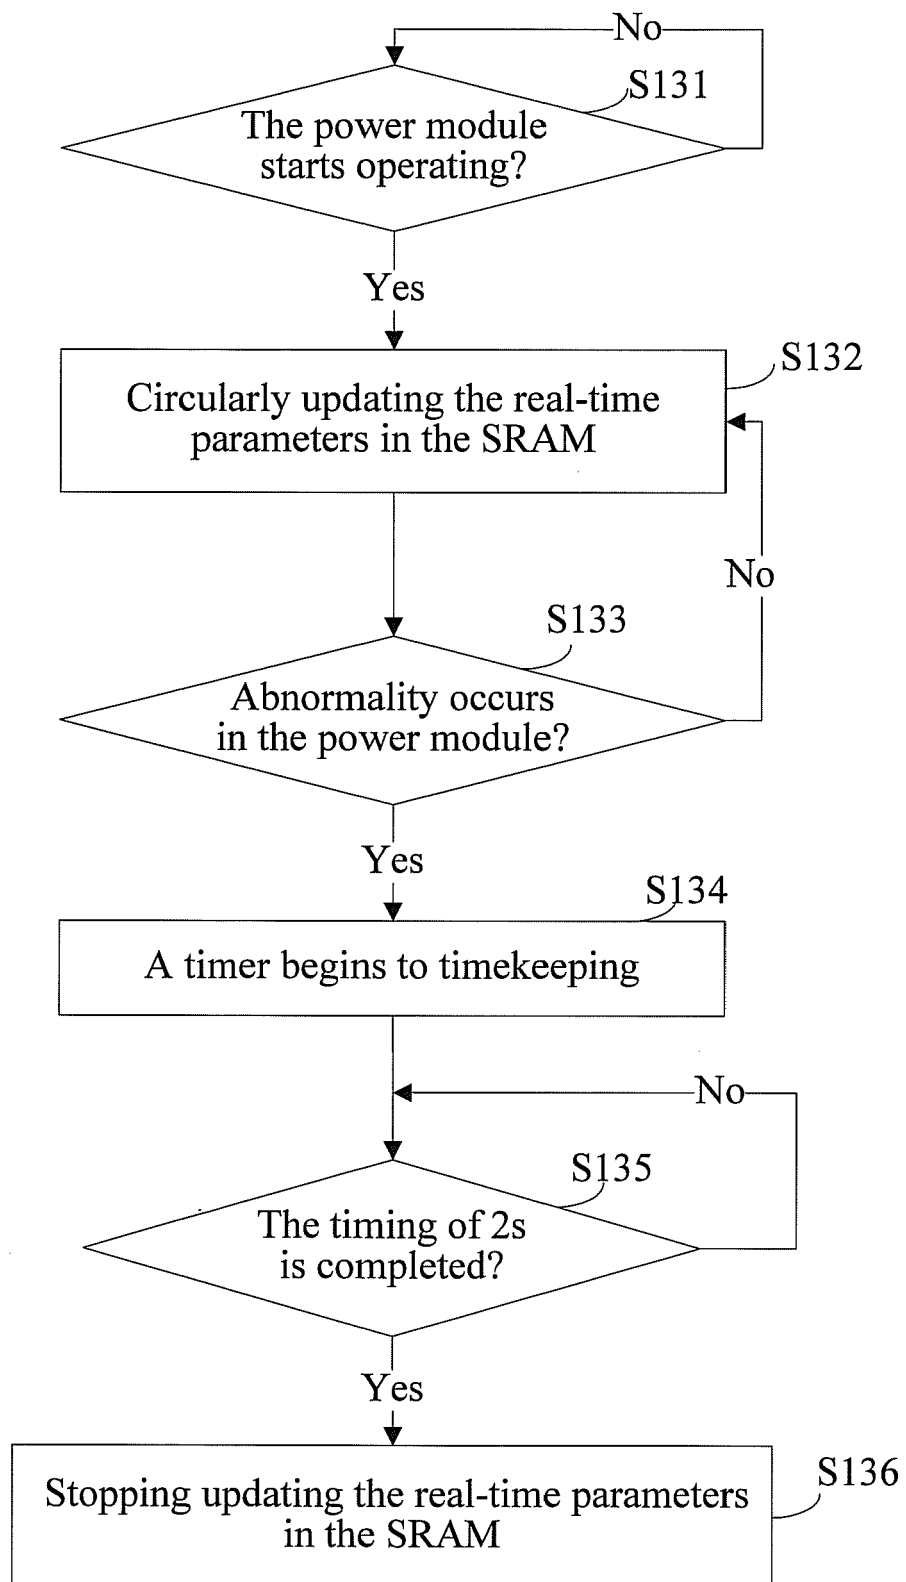 No
S131
The power module
starts operating?
Yes
S132
Circularly updating the real-time
parameters in the SRAM
No
S133
Abnormality occurs
in the power module?
Yes
S134
A timer begins to timekeeping
No
S135
The timing of 2s
is completed?
Yes
S136
Stopping updating the real-time parameters
in the SRAM